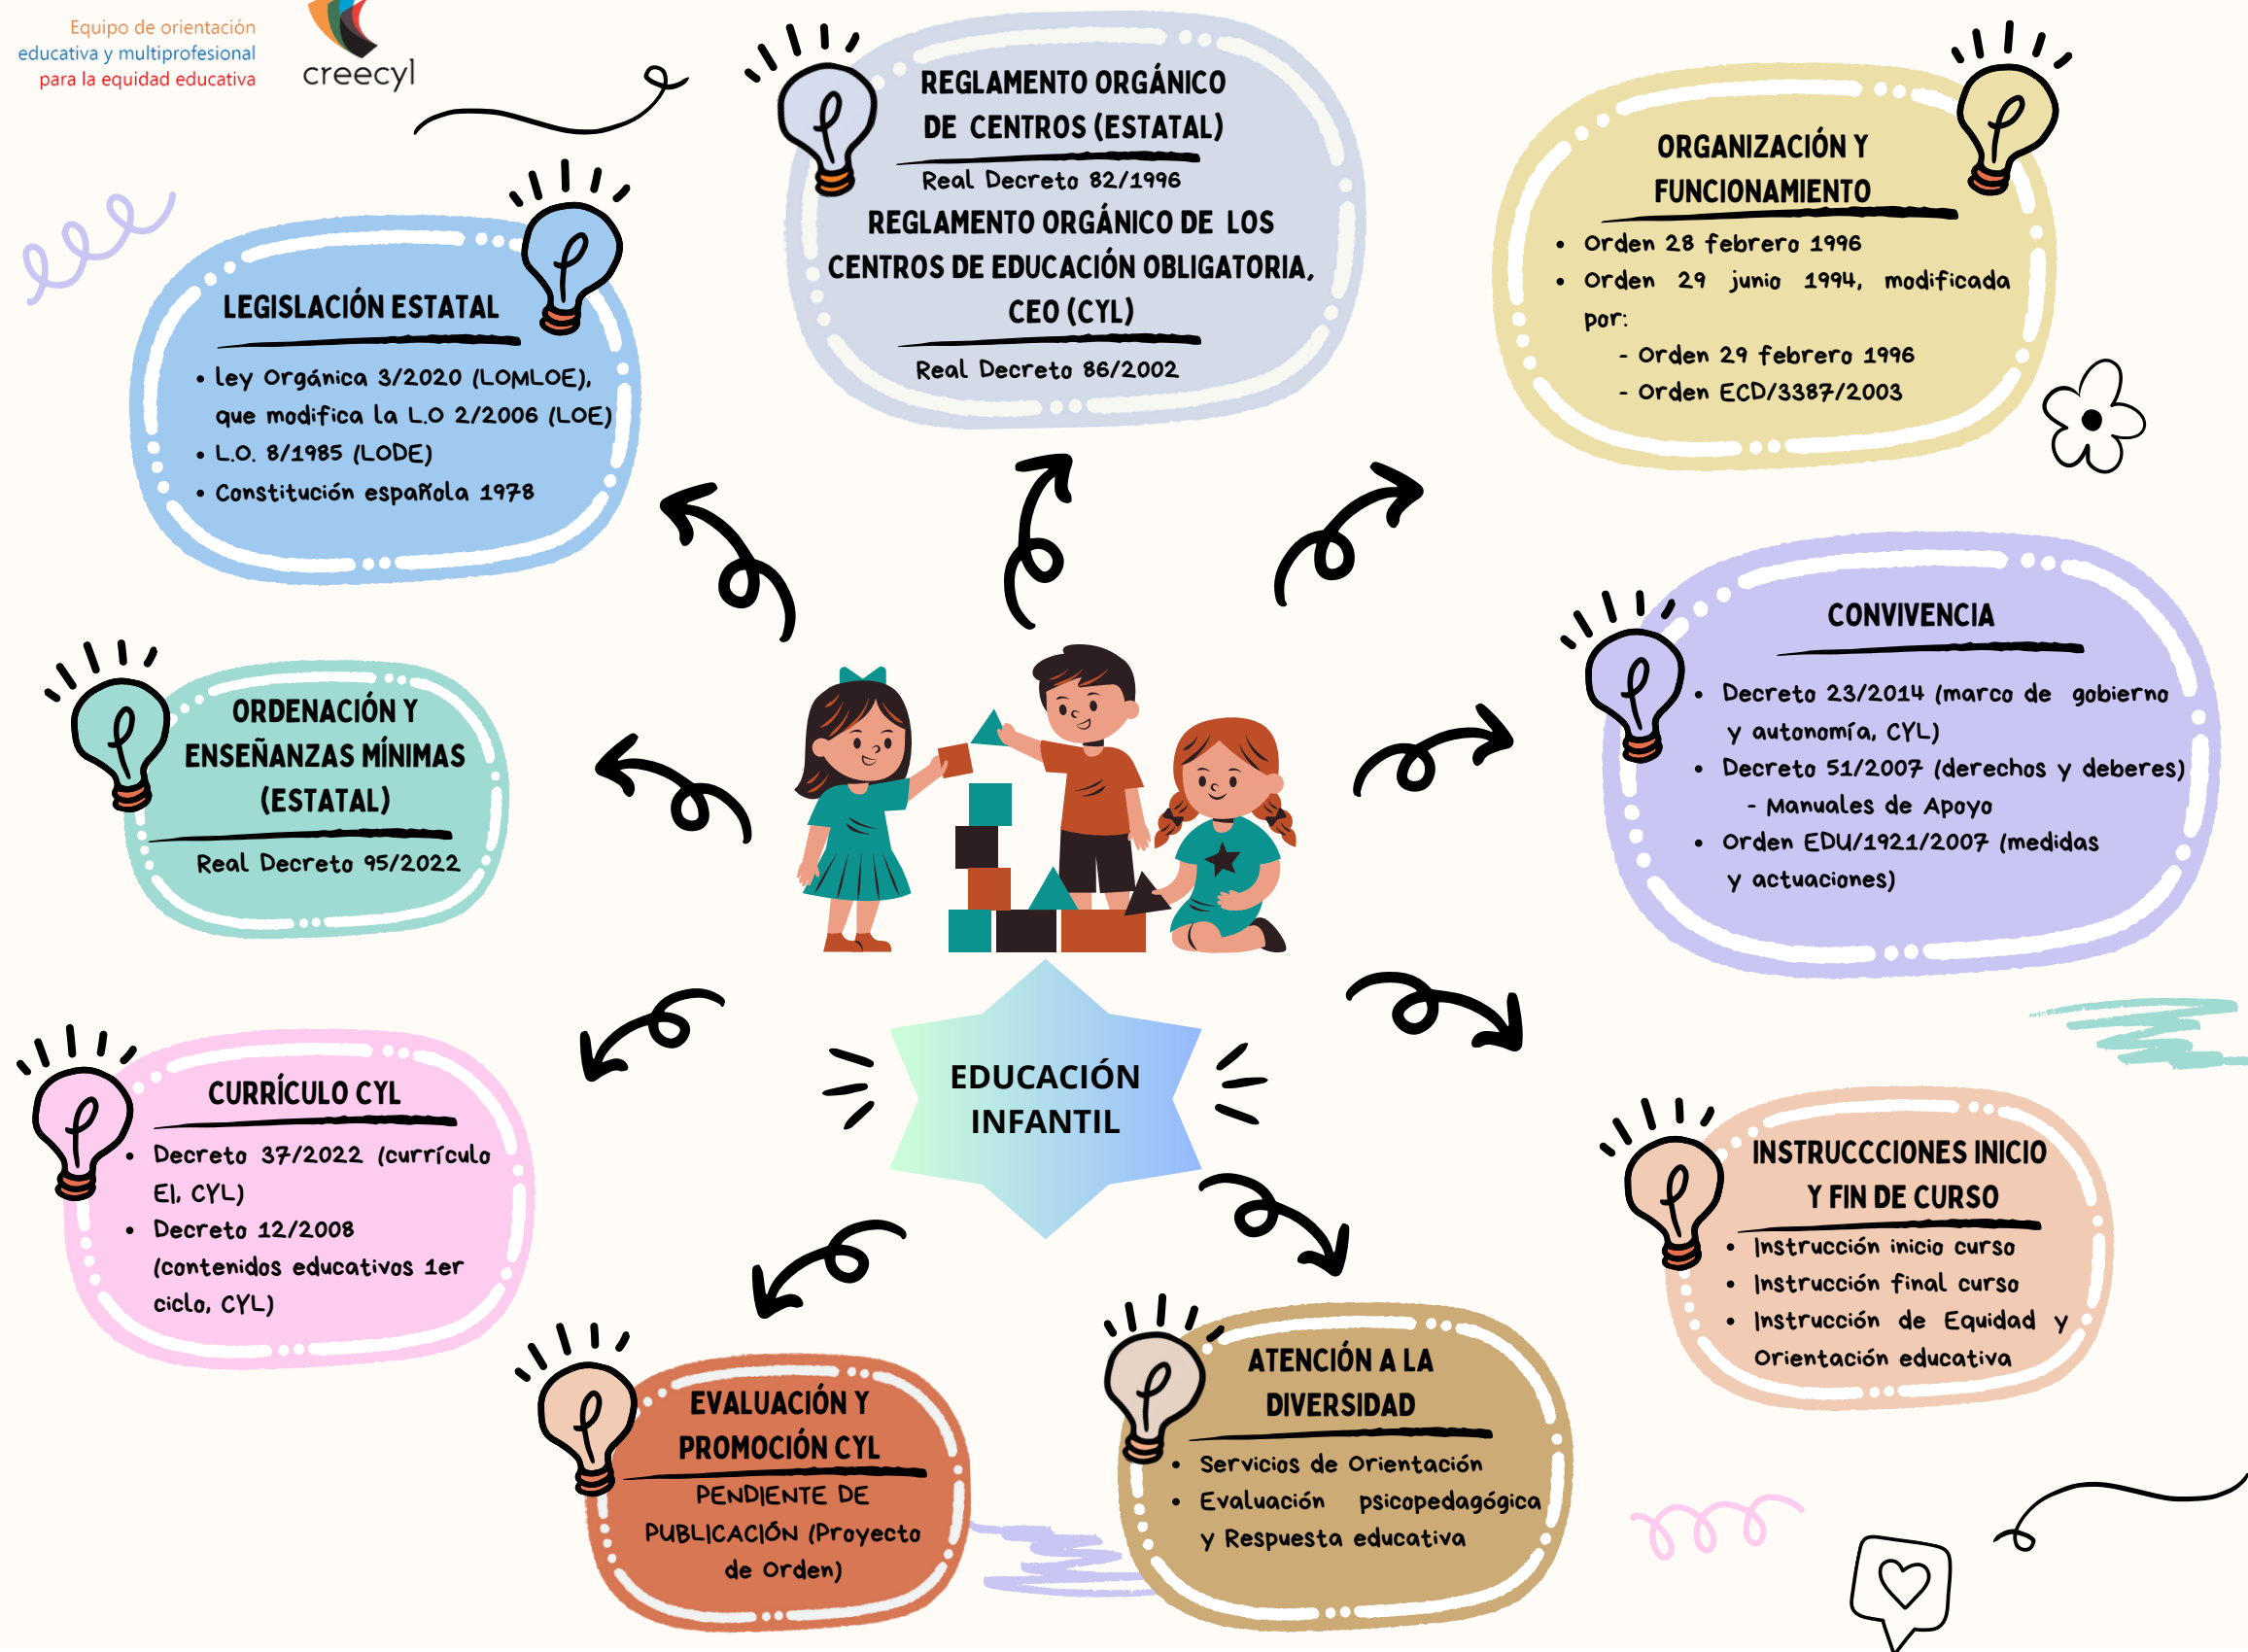 Equipo de orientación
educativa y multiprofesional
para la equidad educativa
creecyl
REGLAMENTO ORGÁNICO
DE CENTROS (ESTATAL)
Real Decreto 82/1996
REGLAMENTO ORGÁNICO DE LOS
CENTROS DE EDUCACIÓN OBLIGATORIA,
CEO (CYL)
Real Decreto 86/2002
ORGANIZACIÓN Y
FUNCIONAMIENTO
• Orden 28 febrero 1996
• Orden 29 junio 1994, modificada
por:
- Orden 29 febrero 1996
- Orden ECD/3387/2003
LEGISLACIÓN ESTATAL
• ley Orgánica 3/2020 (LOMLOE),
que modifica la L.O 2/2006 (LOE)
• L.O. 8/1985 (LODE)
• Constitución española 1978
CONVIVENCIA
• Decreto 23/2014 (marco de gobierno
y autonomía, CYL)
• Decreto 51/2007 (derechos y deberes)
- Manuales de Apoyo
• Orden EDU/1921/2007 (medidas
y actuaciones)
ORDENACIÓN Y
ENSEÑANZAS MÍNIMAS
(ESTATAL)
Real Decreto 95/2022
EDUCACIÓN
INFANTIL
CURRÍCULO CYL
• Decreto 37/2022 (currículo
EI, CYL)
• Decreto 12/2008
(contenidos educativos 1er
ciclo, CYL)
INSTRUCCCIONES INICIO
Y FIN DE CURSO
• Instrucción inicio curso
• Instrucción final curso
• Instrucción de Equidad y
Orientación educativa
EVALUACIÓN Y
PROMOCIÓN CYL
PENDIENTE DE
PUBLICACIÓN (Proyecto
de Orden)
ATENCIÓN A LA
DIVERSIDAD
• Servicios de Orientación
• Evaluación psicopedagógica
y Respuesta educativa